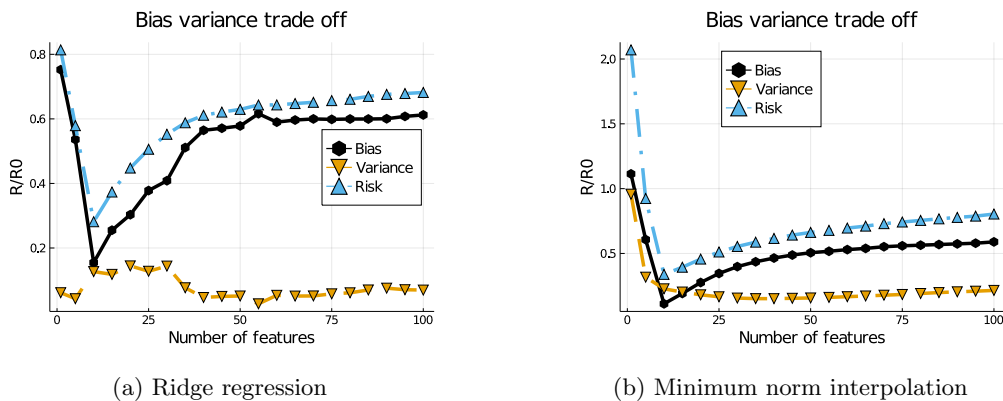 Bias variance trade off
R/R0
0.8
0.6
0.4
0.2
Bias
Variance
Risk
0
25
50
75
100
Number of features
(a) Ridge regression
Bias variance trade off
R/R0
2.0
1.5
1.0
0.5
Bias
Variance
Risk
0
25
50
75
100
Number of features
(b) Minimum norm interpolation